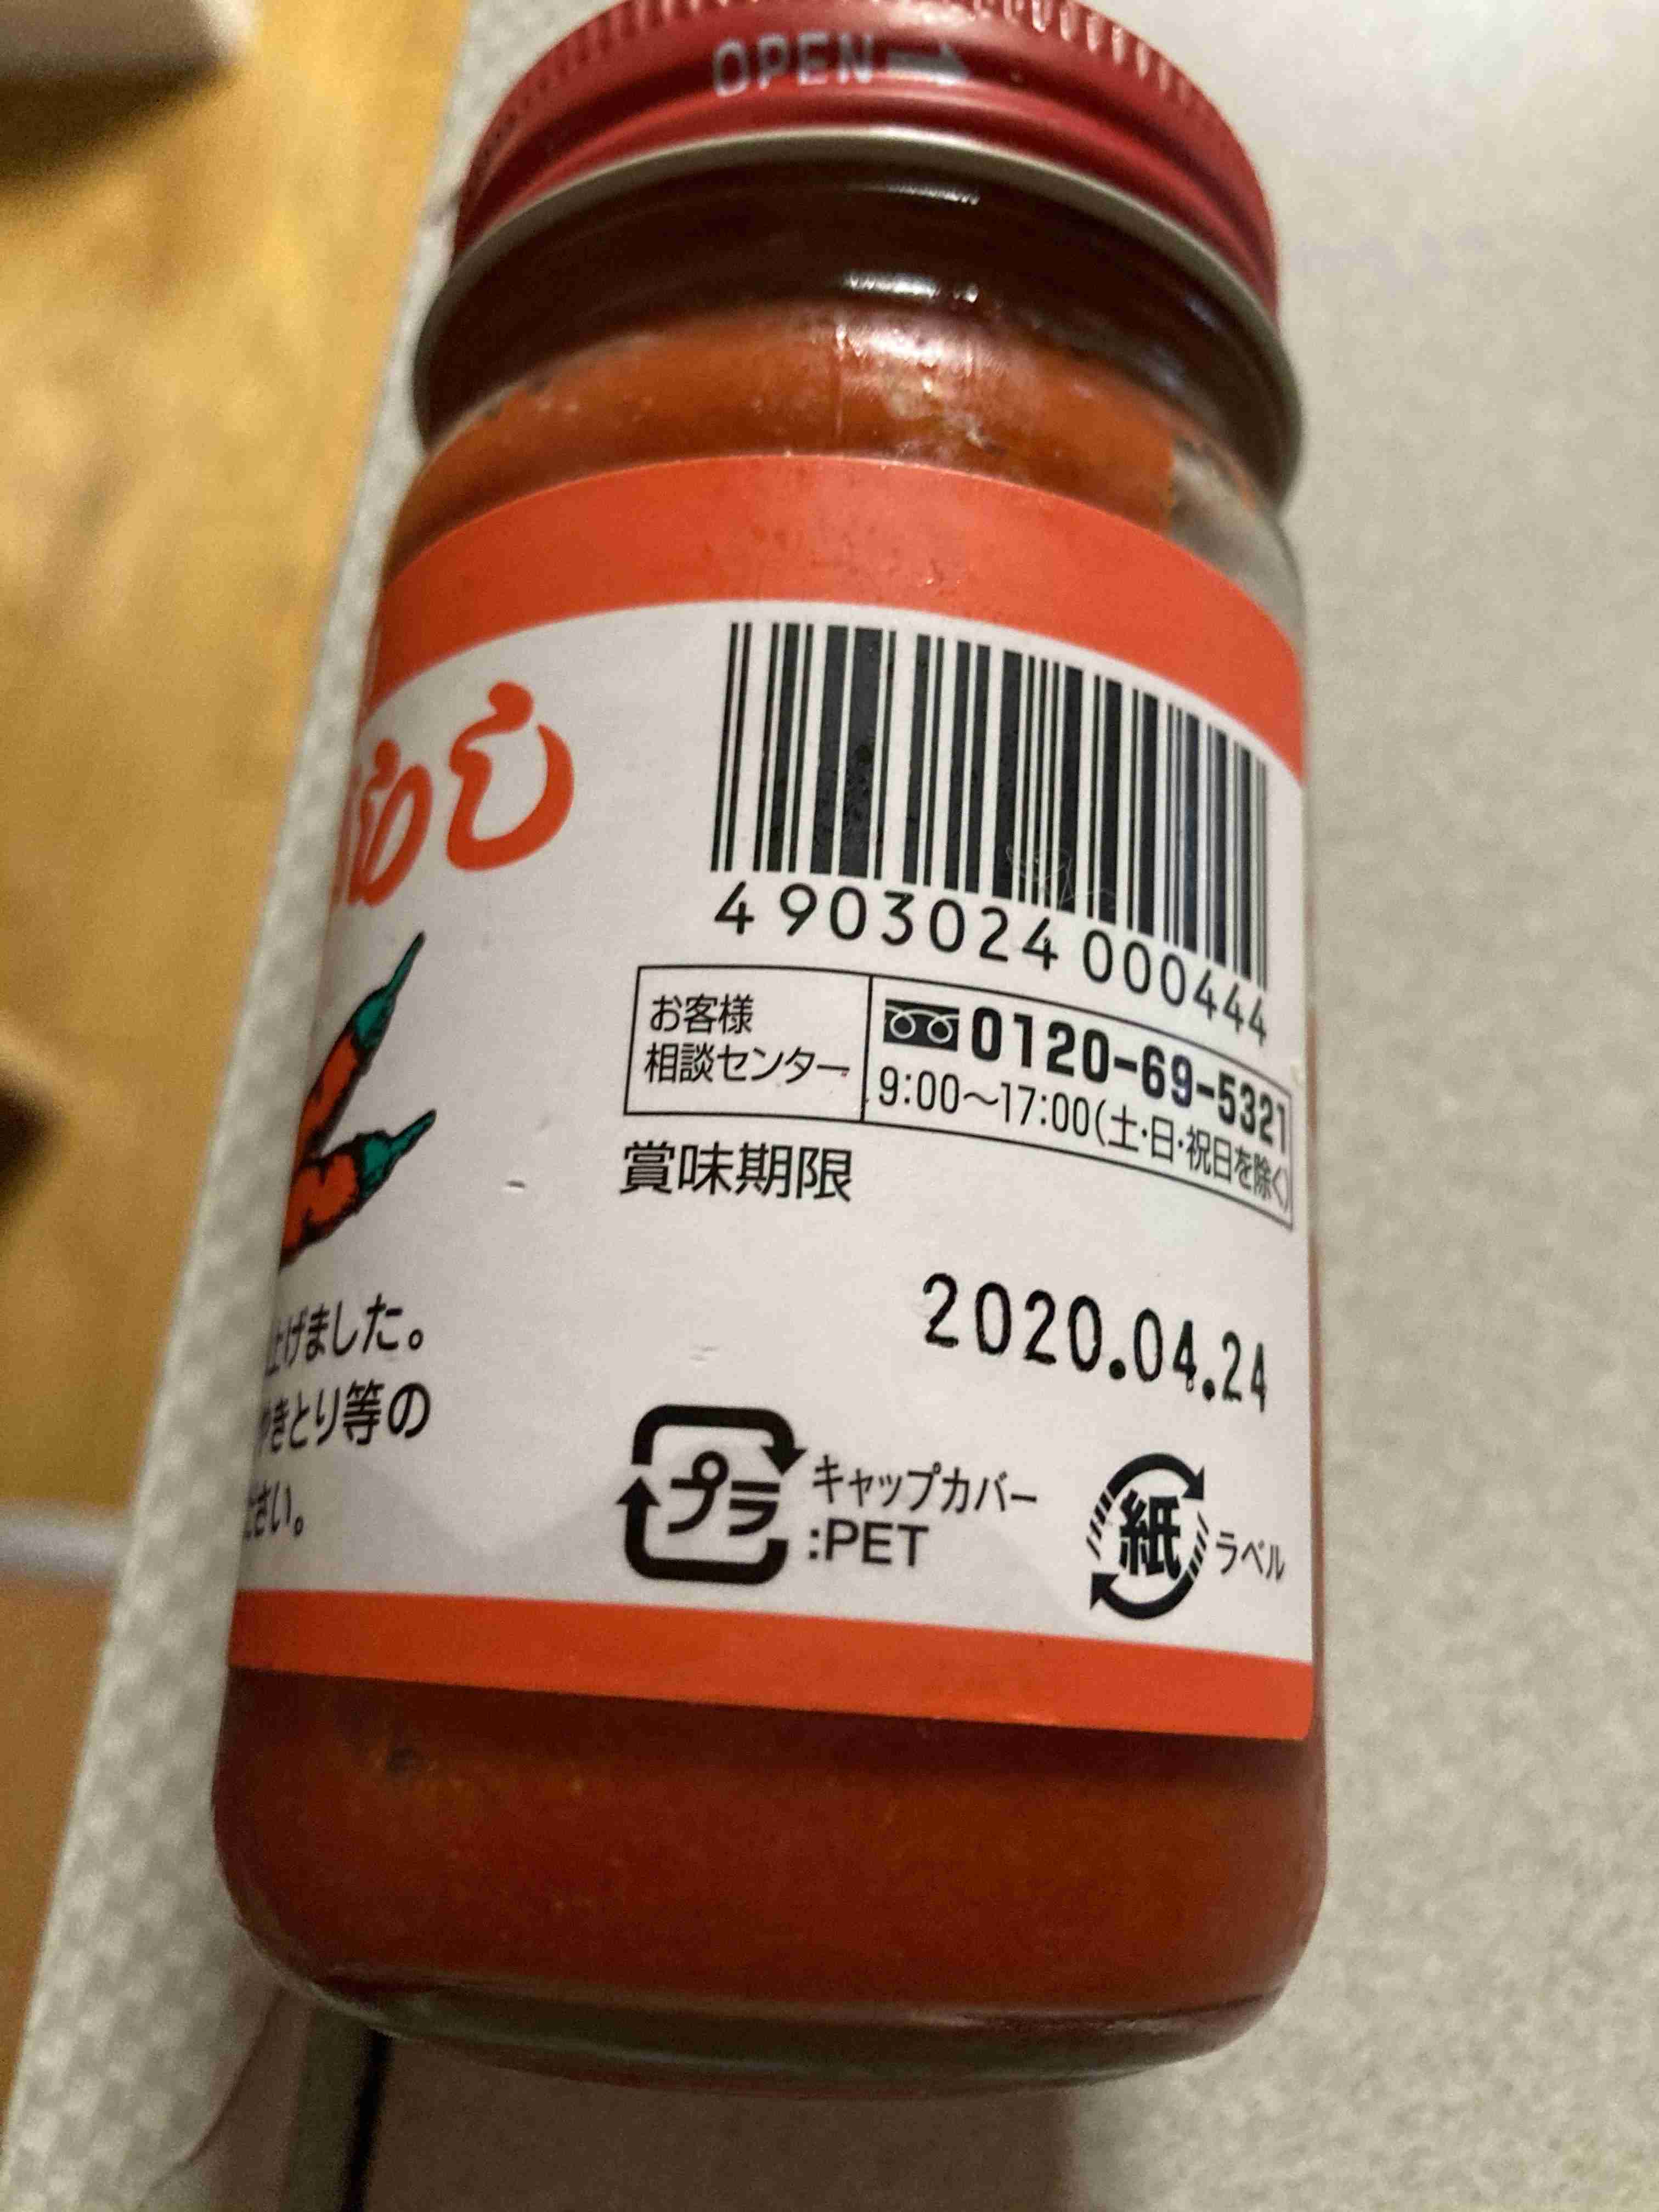 OPEN
4903024000444
お客様
相談センター
0120-69-5321
9:00～17:00(土・日・祝日を除く)
賞味期限
2020.04.24
上げました。
やきとり等の
ださい。
プラ
キャップカバー
:PET
紙
ラベル